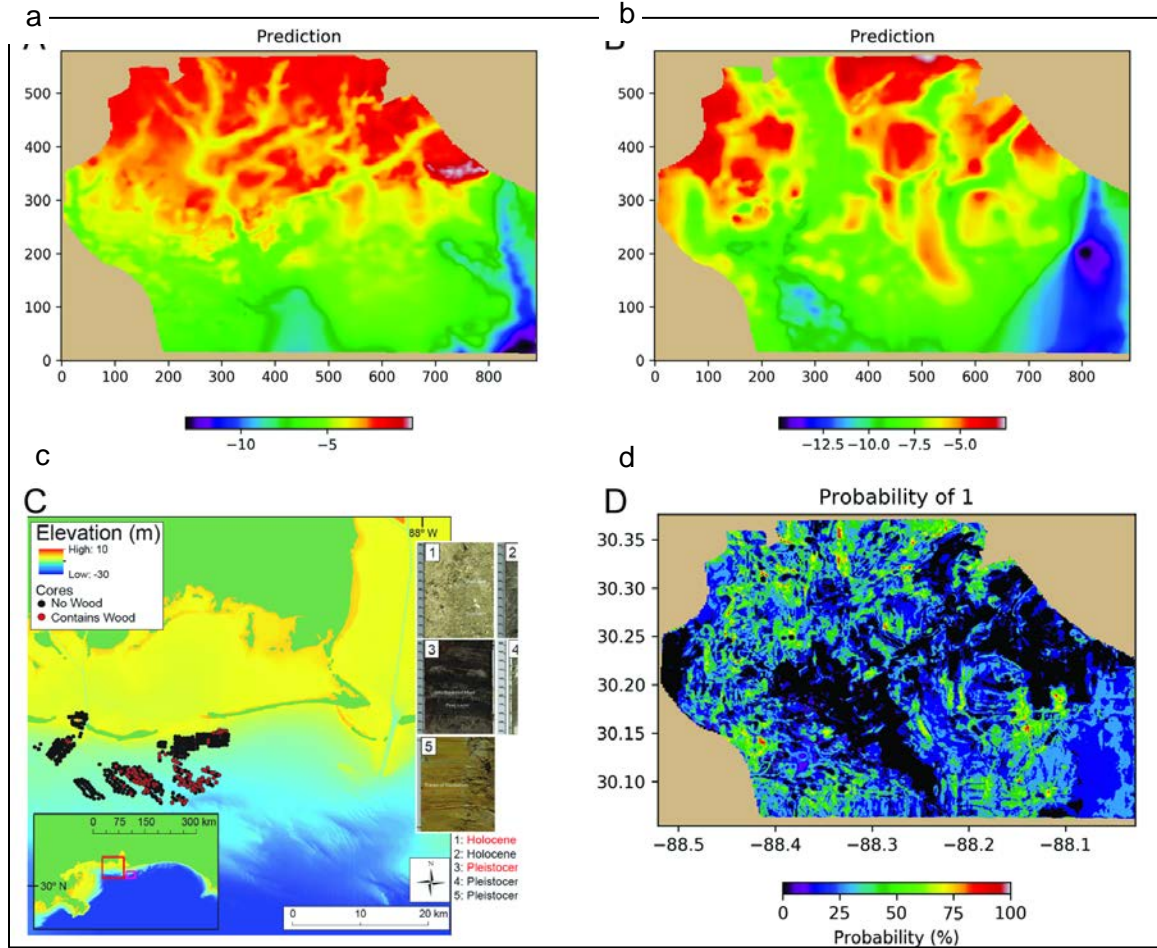 a
b
Prediction
Prediction
500
400
300
200
100
0
0 100 200 300 400 500 600 700 800
−10 −5
500
400
300
200
100
0
0 100 200 300 400 500 600 700 800
−12.5 −10.0 −7.5 −5.0
c
d
C
Elevation (m)
High: 10
Low: -30
Cores
No Wood
Contains Wood
88° W
1
2
3
4
5
1: Holocene
2: Holocene
3: Pleistocer
4: Pleistocer
5: Pleistocer
N
0 75 150 300 km
30° N
0 10 20 km
D
Probability of 1
30.35
30.30
30.25
30.20
30.15
30.10
−88.5 −88.4 −88.3 −88.2 −88.1
0 25 50 75 100
Probability (%)